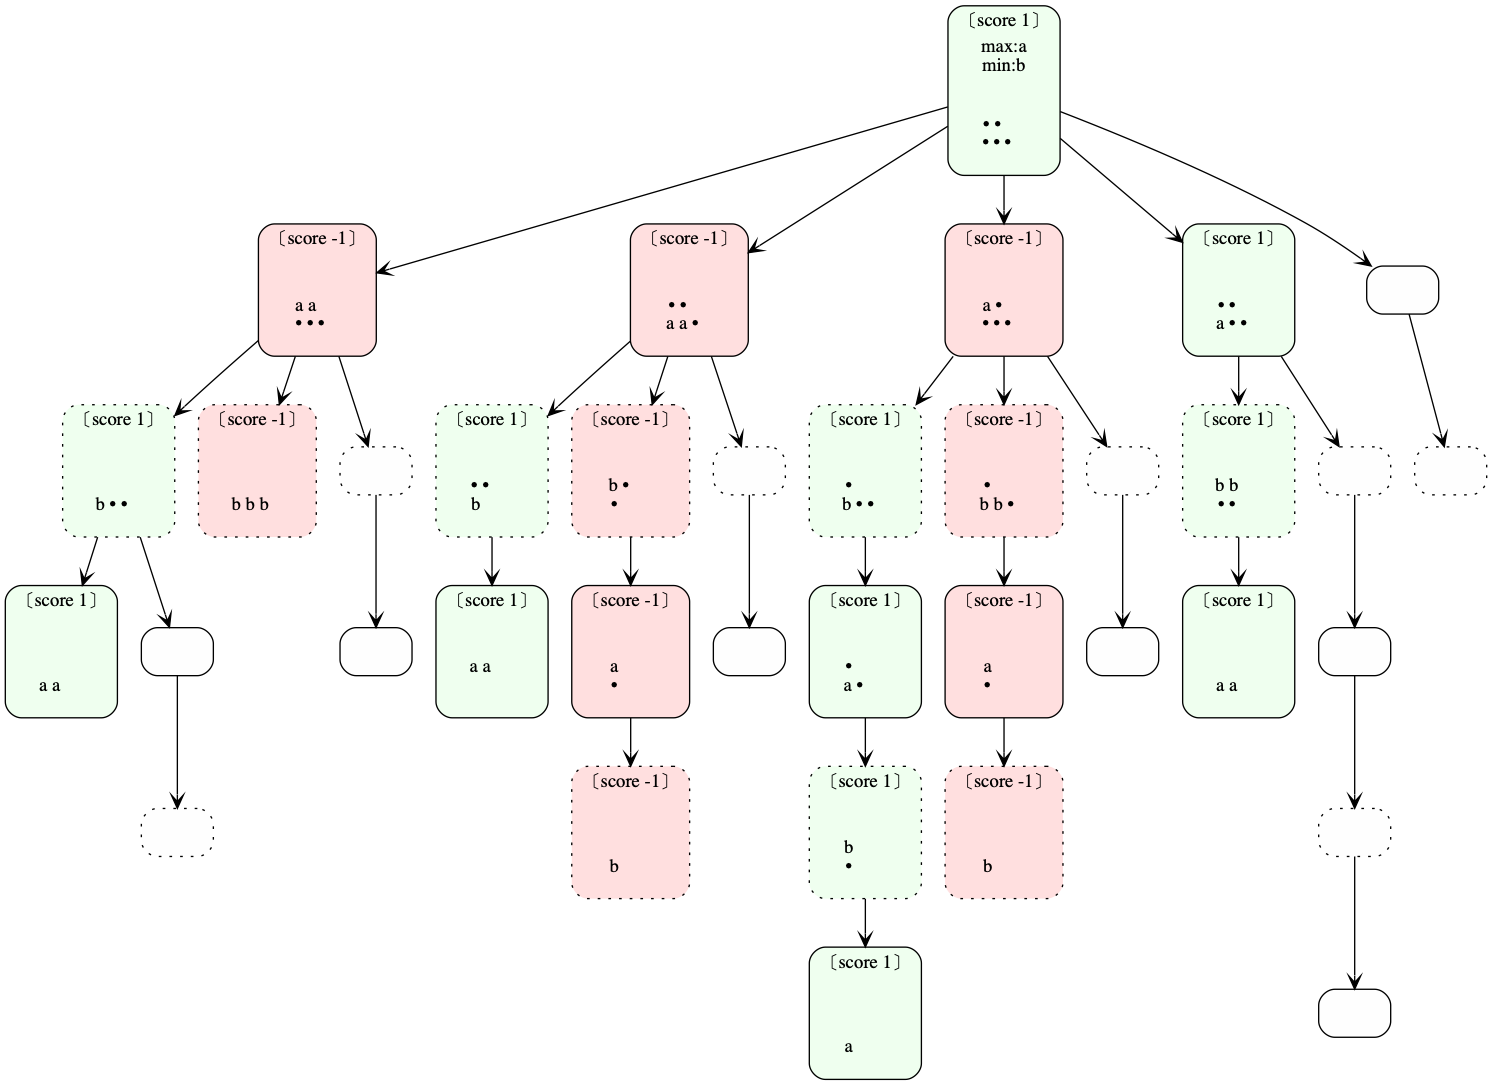 〔score 1〕
max:a
min:b
••
•••
〔score -1〕
a a
•••
〔score -1〕
••
a a •
〔score -1〕
a •
•••
〔score 1〕
••
a ••
〔score 1〕
b ••
〔score -1〕
b b b
〔score 1〕
••
b
〔score -1〕
b •
•
〔score 1〕
•
b ••
〔score -1〕
•
b b •
〔score 1〕
b b
••
〔score 1〕
a a
〔score 1〕
a a
〔score -1〕
a
•
〔score 1〕
•
a •
〔score -1〕
a
•
〔score 1〕
a a
〔score -1〕
b
〔score 1〕
b
•
〔score -1〕
b
〔score 1〕
a